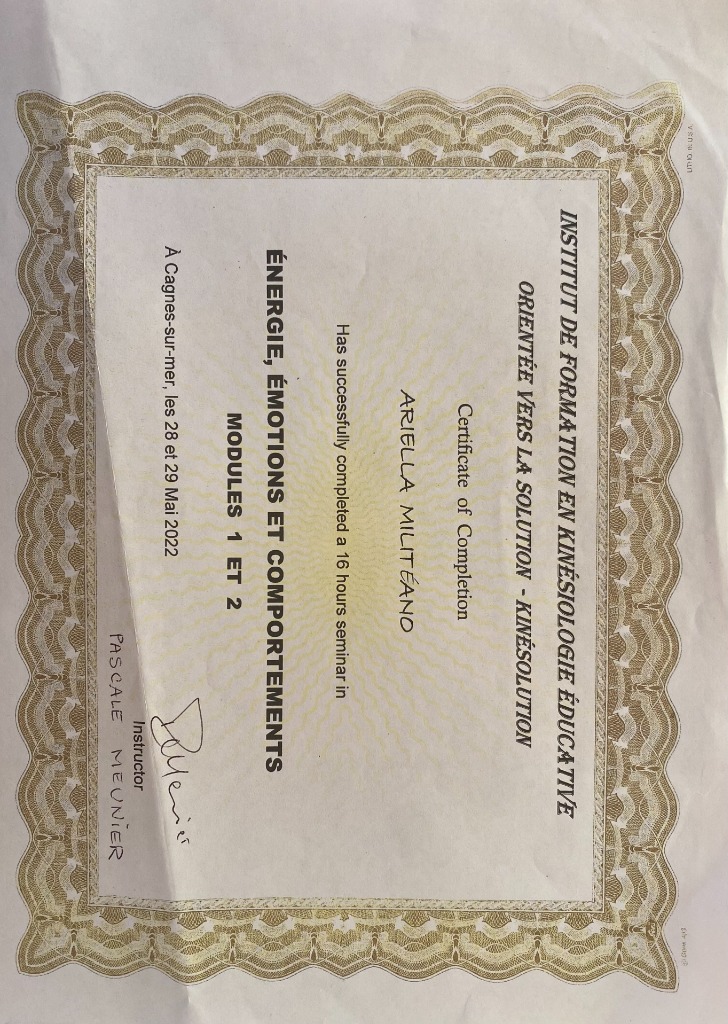 INSTITUT DE FORMATION EN KINÉSIOLOGIE ÉDUCATIVE
ORIENTÉE VERS LA SOLUTION - KINÉSOLUTION
Certificate of Completion
ARIELLA MILITÉANO
Has successfully completed a 16 hours seminar in
ÉNERGIE, ÉMOTIONS ET COMPORTEMENTS
MODULES 1 ET 2
À Cagnes-sur-mer, les 28 et 29 Mai 2022
Instructor
PASCALE MEUNIER